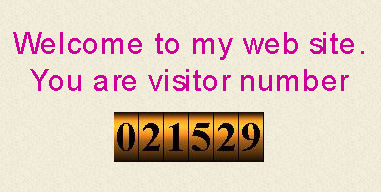 Welcome to my web site.
You are visitor number
021529